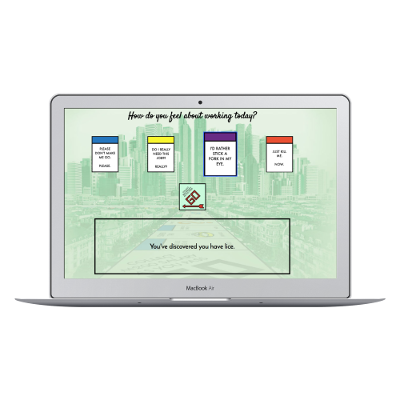 How do you feel about working today?
PLEASE
DON'T MAKE
ME GO.
PLEASE.
DO I REALLY
NEED THIS
JOB?
REALLY?
I'D RATHER
STICK A
FORK IN MY
EYE.
JUST KILL
ME.
NOW.
GO
You've discovered you have lice.
MacBook Air